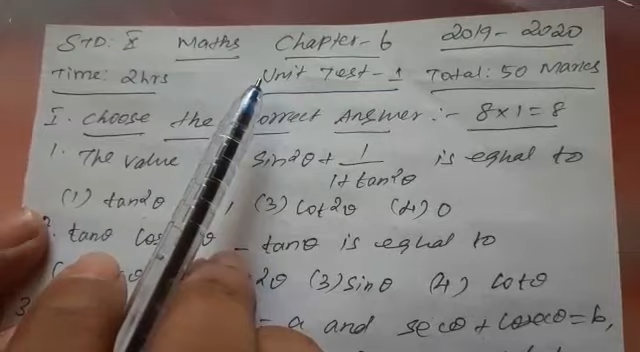 STD: X Maths Chapter-6 2019-2020
Time: 2hrs Unit Test-1 Total: 50 Marks
I. Choose the Correct Answer:- 8×1=8
1. The value sin²θ + 1/1+tan²θ is equal to
(1) tan²θ 1 (3) cot²θ (4) 0
tanθ - tanθ is equal to
²θ (3) sinθ (4) cotθ
3. - a and secθ + cosecθ = b,